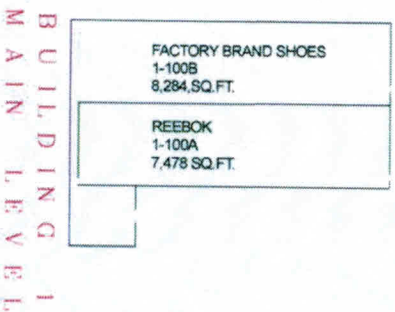 BUILDING 1
MAIN LEVEL
FACTORY BRAND SHOES
1-100B
8,284,SQ.FT.
REEBOK
1-100A
7,478 SQ.FT.